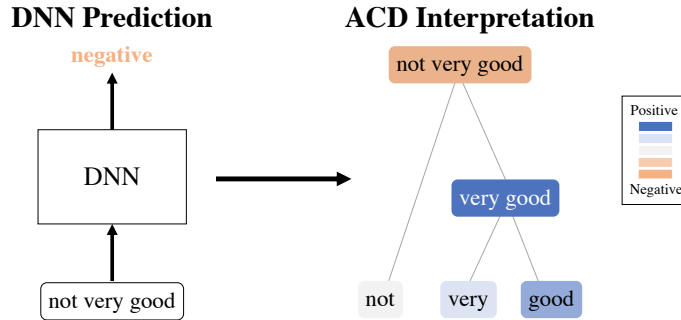 DNN Prediction
negative
DNN
not very good
ACD Interpretation
not very good
very good
not
very
good
Positive
Negative